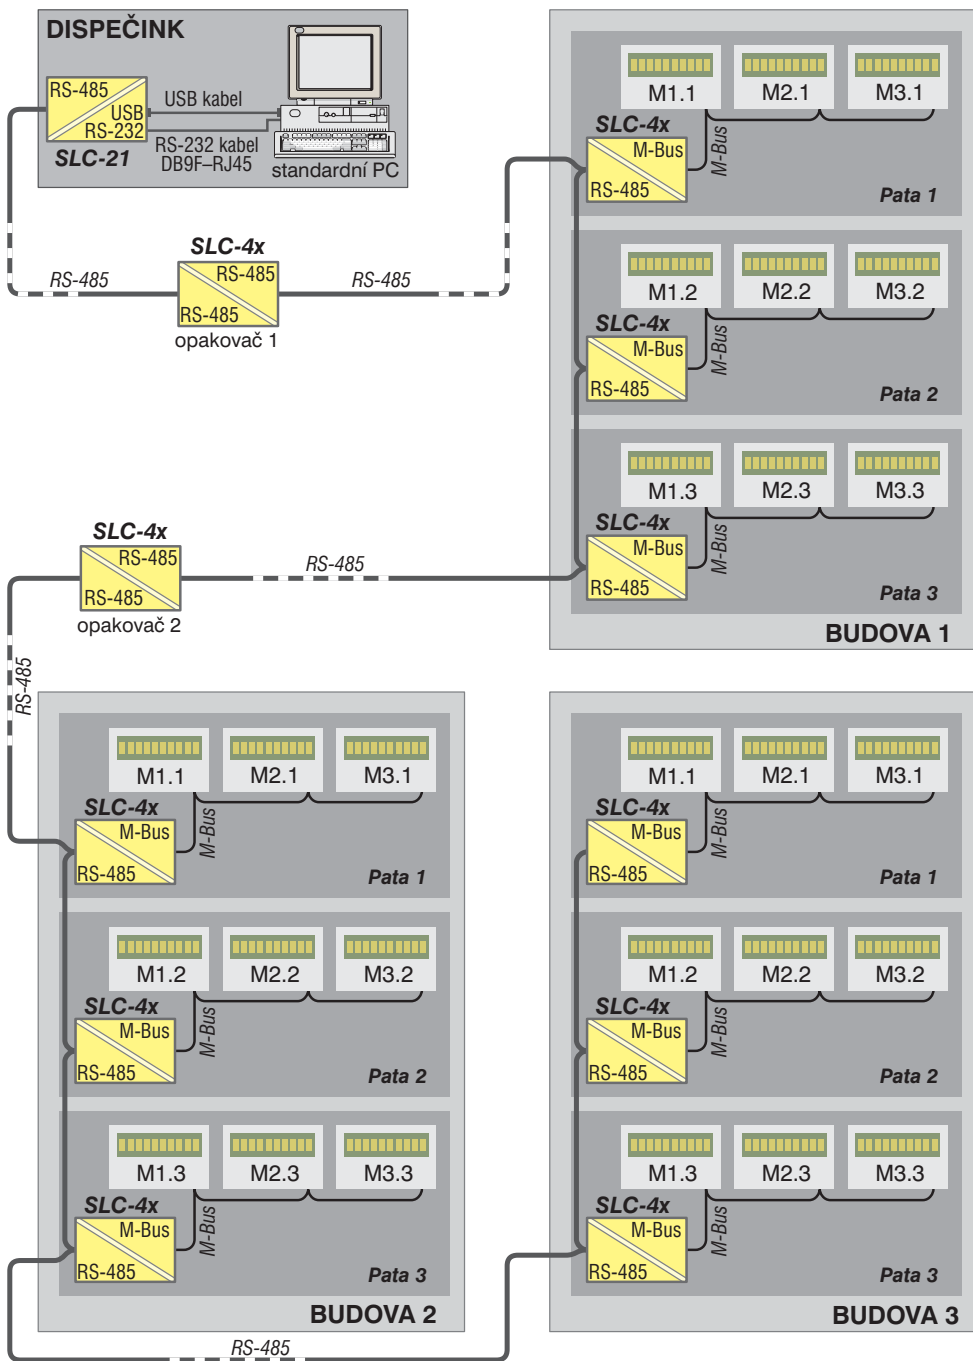 DISPEČINK
RS-485
USB
RS-232
SLC-21
USB kabel
RS-232 kabel
DB9F–RJ45
standardní PC
SLC-4x
RS-485
RS-485
opakovač 1
RS-485
RS-485
M1.1
M2.1
M3.1
SLC-4x
M-Bus
RS-485
M-Bus
Pata 1
M1.2
M2.2
M3.2
SLC-4x
M-Bus
RS-485
M-Bus
Pata 2
M1.3
M2.3
M3.3
SLC-4x
M-Bus
RS-485
M-Bus
Pata 3
BUDOVA 1
SLC-4x
RS-485
RS-485
opakovač 2
RS-485
RS-485
M1.1
M2.1
M3.1
SLC-4x
M-Bus
RS-485
M-Bus
Pata 1
M1.2
M2.2
M3.2
SLC-4x
M-Bus
RS-485
M-Bus
Pata 2
M1.3
M2.3
M3.3
SLC-4x
M-Bus
RS-485
M-Bus
Pata 3
BUDOVA 2
M1.1
M2.1
M3.1
SLC-4x
M-Bus
RS-485
M-Bus
Pata 1
M1.2
M2.2
M3.2
SLC-4x
M-Bus
RS-485
M-Bus
Pata 2
M1.3
M2.3
M3.3
SLC-4x
M-Bus
RS-485
M-Bus
Pata 3
BUDOVA 3
RS-485